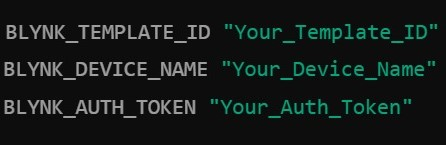 BLYNK_TEMPLATE_ID "Your_Template_ID"
BLYNK_DEVICE_NAME "Your_Device_Name"
BLYNK_AUTH_TOKEN "Your_Auth_Token"